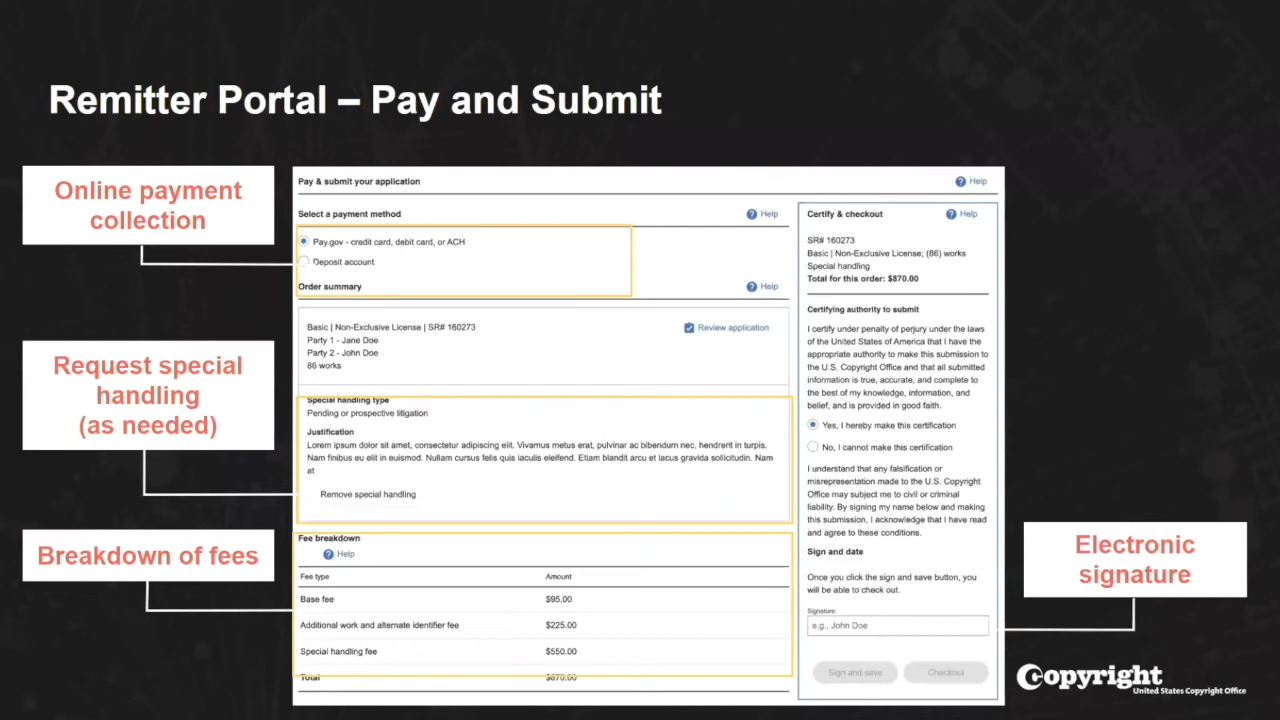 Remitter Portal – Pay and Submit
Online payment
collection
Request special
handling
(as needed)
Breakdown of fees
Pay & submit your application
Help
Select a payment method
Help
Pay.gov - credit card, debit card, or ACH
Deposit account
Order summary
Help
Basic | Non-Exclusive License | SR# 160273
Review application
Party 1 - Jane Doe
Party 2 - John Doe
86 works
Special handling type
Pending or prospective litigation
Justification
Lorem ipsum dolor sit amet, consectetur adipiscing elit. Vivamus metus erat, pulvinar ac bibendum nec, hendrerit in turpis.
Nam finibus eu elit in euismod. Nullam cursus felis quis iaculis eleifend. Etiam blandit arcu et lacus gravida sollicitudin. Nam
at
Remove special handling
Fee breakdown
Help
Fee type Amount
Base fee $95.00
Additional work and alternate identifier fee $225.00
Special handling fee $550.00
Total $870.00
Certify & checkout
Help
SR# 160273
Basic | Non-Exclusive License; (86) works
Special handling
Total for this order: $870.00
Certifying authority to submit
I certify under penalty of perjury under the laws
of the United States of America that I have the
appropriate authority to make this submission to
the U.S. Copyright Office and that all submitted
information is true, accurate, and complete to
the best of my knowledge, information, and
belief, and is provided in good faith.
Yes, I hereby make this certification
No, I cannot make this certification
I understand that any falsification or
misrepresentation made to the U.S. Copyright
Office may subject me to civil or criminal
liability. By signing my name below and making
this submission, I acknowledge that I have read
and agree to these conditions.
Sign and date
Once you click the sign and save button, you
will be able to check out.
Signature:
e.g., John Doe
Sign and save
Checkout
Electronic
signature
Copyright
United States Copyright Office